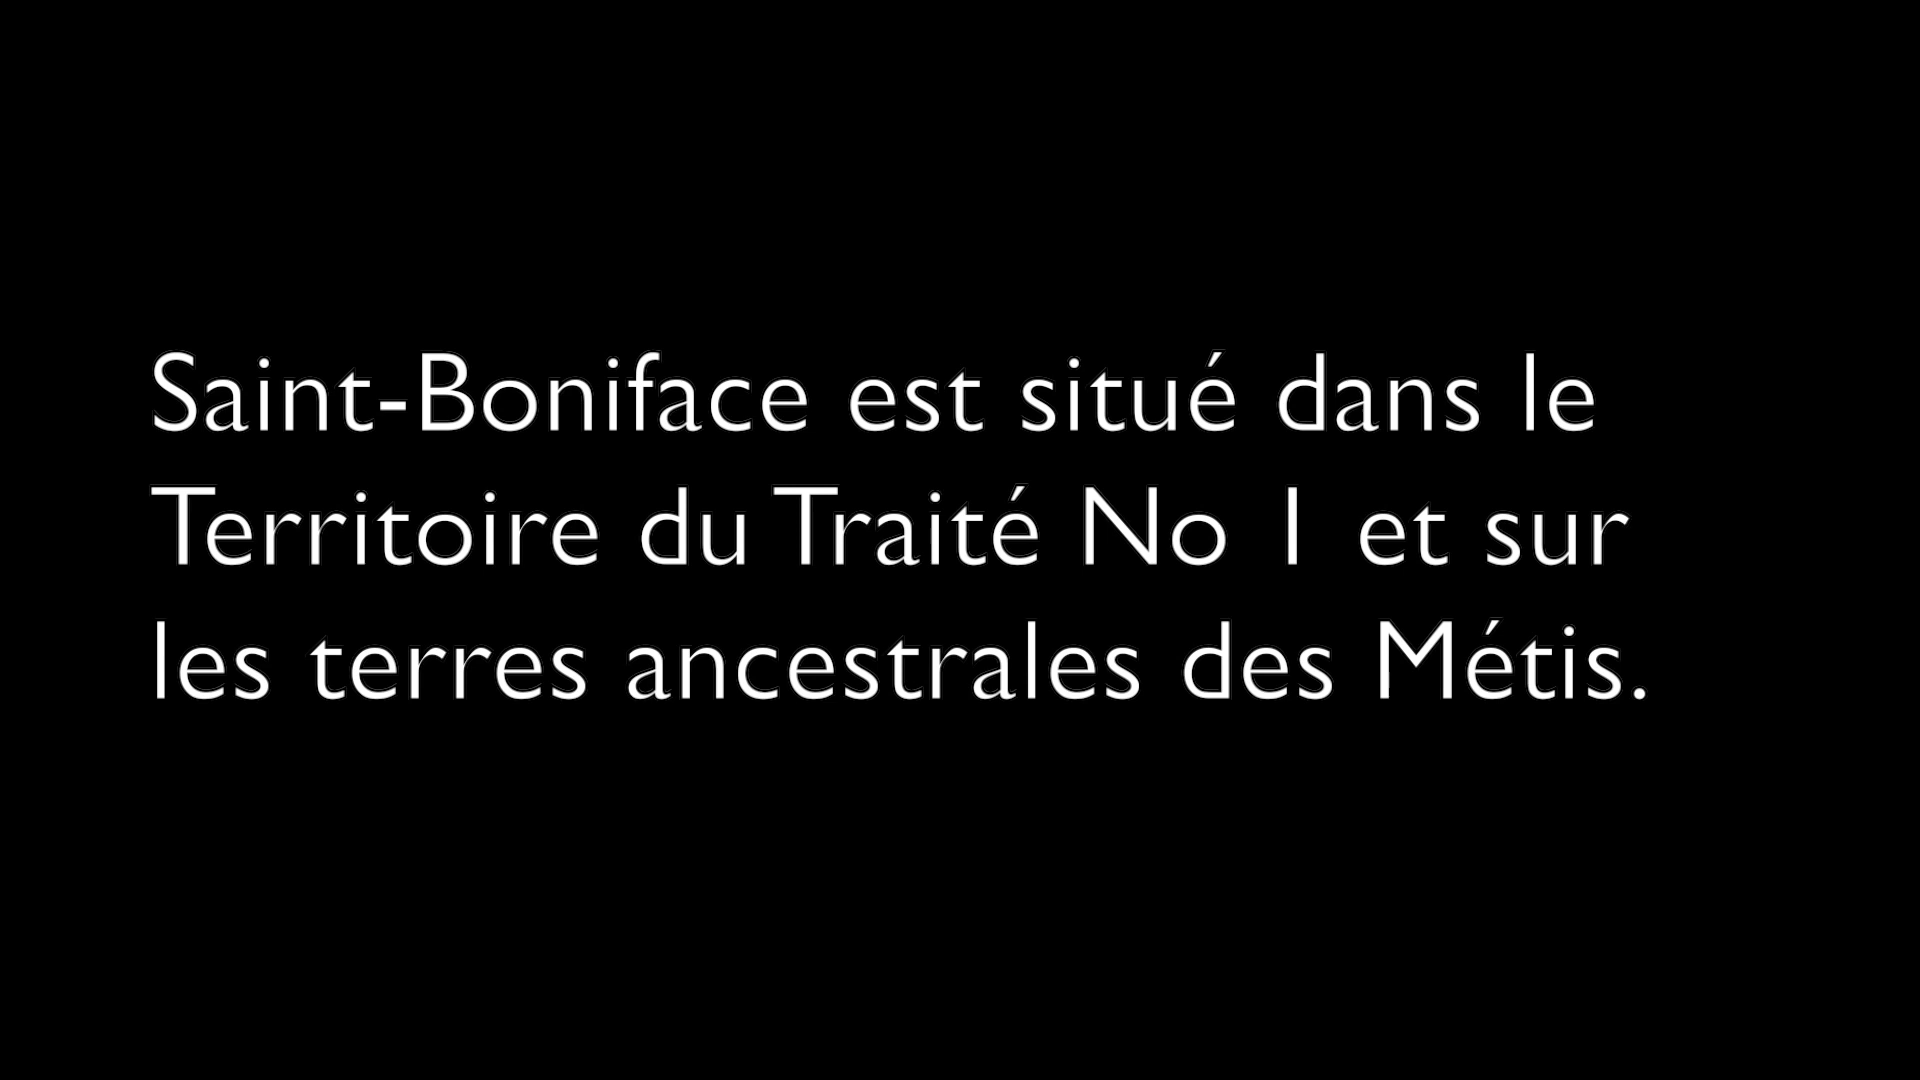 Saint-Boniface est situé dans le
Territoire du Traité No 1 et sur
les terres ancestrales des Métis.